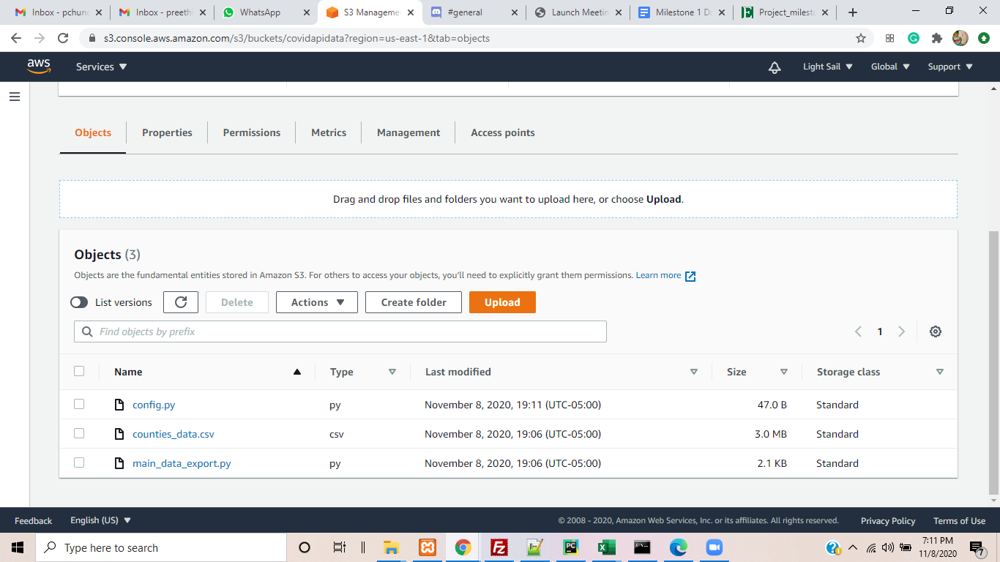 Inbox - pchun
Inbox - preeth
WhatsApp
S3 Manageme
#general
Launch Meetin
Milestone 1 D
Project_milest
s3.console.aws.amazon.com/s3/buckets/covidapidata?region=us-east-1&tab=objects
aws
Services
Light Sail
Global
Support
Objects
Properties
Permissions
Metrics
Management
Access points
Drag and drop files and folders you want to upload here, or choose Upload.
Objects (3)
Objects are the fundamental entities stored in Amazon S3. For others to access your objects, you'll need to explicitly grant them permissions. Learn more
List versions
Delete
Actions
Create folder
Upload
Find objects by prefix
1
Name Type Last modified Size Storage class
config.py py November 8, 2020, 19:11 (UTC-05:00) 47.0 B Standard
counties_data.csv csv November 8, 2020, 19:06 (UTC-05:00) 3.0 MB Standard
main_data_export.py py November 8, 2020, 19:06 (UTC-05:00) 2.1 KB Standard
Feedback
English (US)
© 2008 - 2020, Amazon Web Services, Inc. or its affiliates. All rights reserved.
Privacy Policy
Terms of Use
Type here to search
7:11 PM
11/8/2020
7